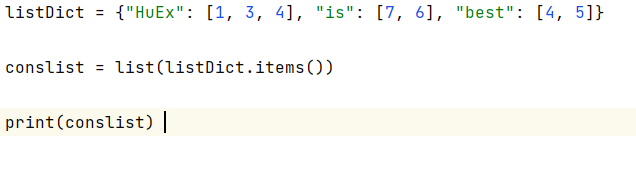 listDict = {"HuEx": [1, 3, 4], "is": [7, 6], "best": [4, 5]}
conslist = list(listDict.items())
print(conslist)